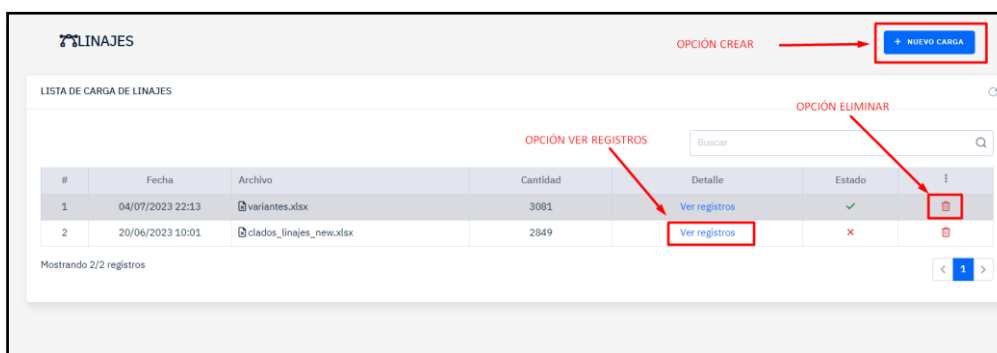 LINAJES
OPCIÓN CREAR
+ NUEVO CARGA
LISTA DE CARGA DE LINAJES
OPCIÓN ELIMINAR
OPCIÓN VER REGISTROS
Buscar
# Fecha Archivo Cantidad Detalle Estado
1 04/07/2023 22:13 variantes.xlsx 3081 Ver registros
2 20/06/2023 10:01 clados_linajes_new.xlsx 2849 Ver registros
Mostrando 2/2 registros
< 1 >